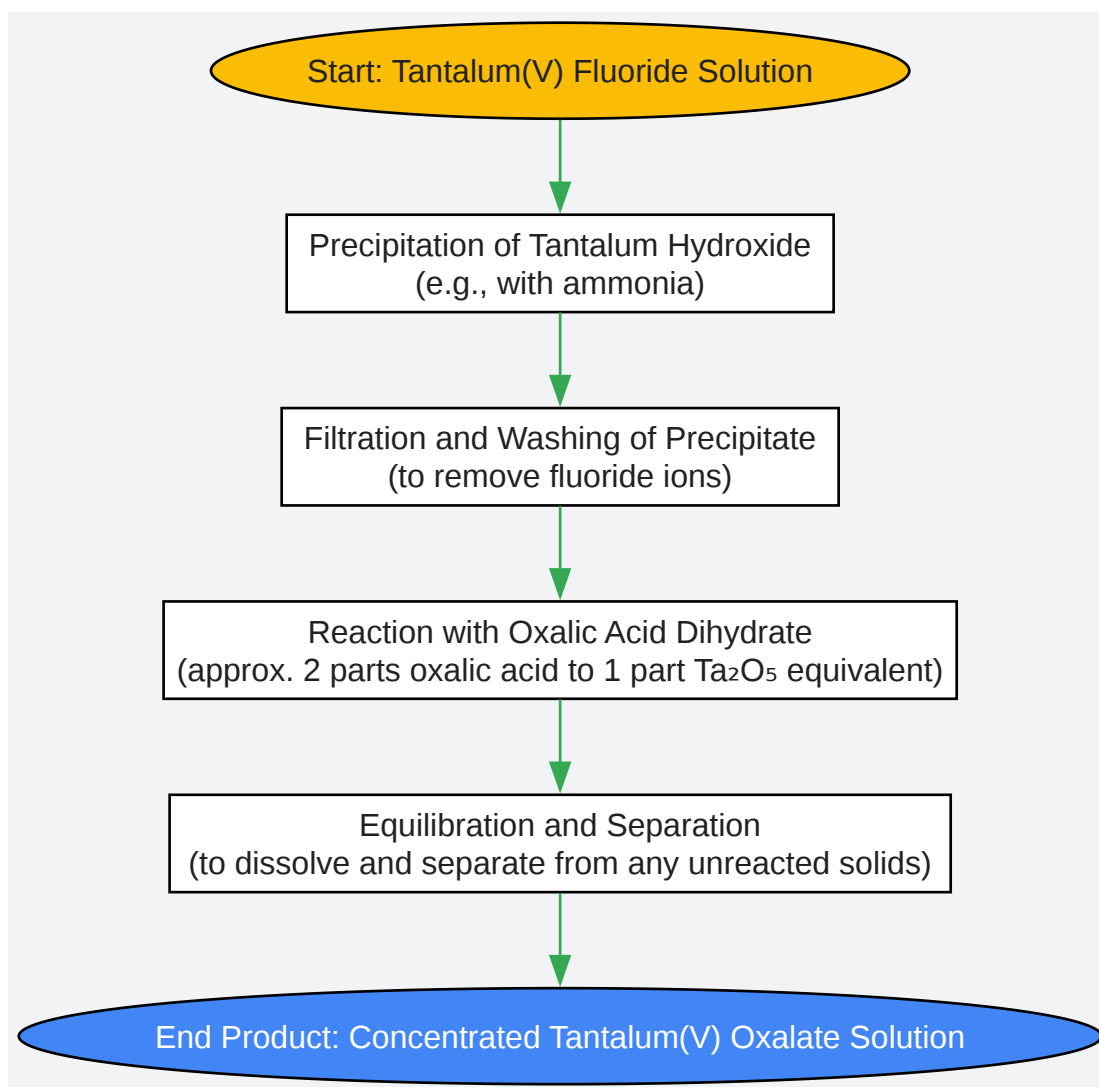 Start: Tantalum(V) Fluoride Solution
Precipitation of Tantalum Hydroxide
(e.g., with ammonia)
Filtration and Washing of Precipitate
(to remove fluoride ions)
Reaction with Oxalic Acid Dihydrate
(approx. 2 parts oxalic acid to 1 part Ta₂O₅ equivalent)
Equilibration and Separation
(to dissolve and separate from any unreacted solids)
End Product: Concentrated Tantalum(V) Oxalate Solution